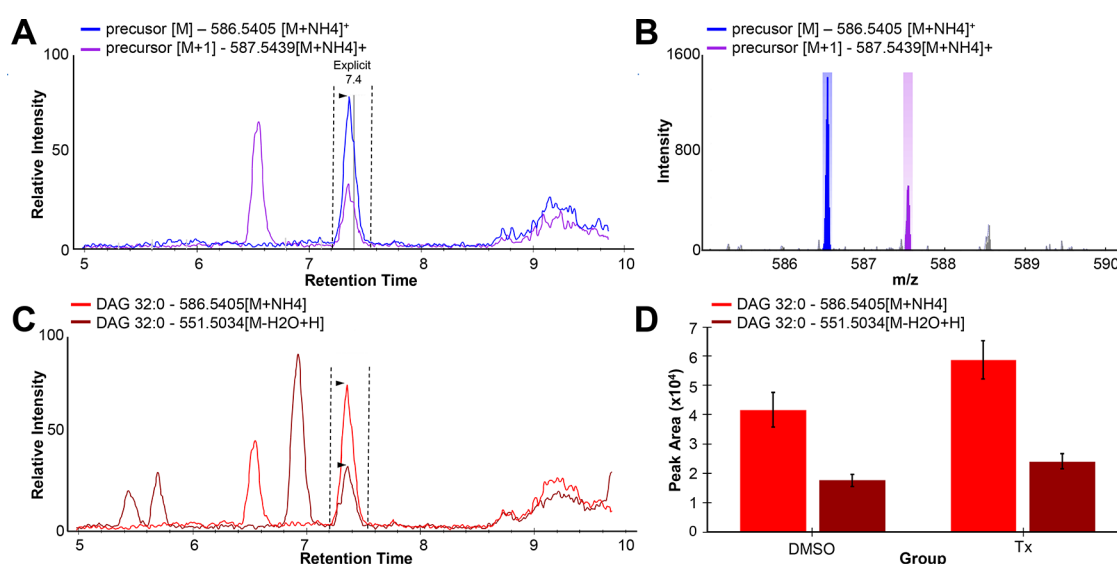 A
precusor [M] – 586.5405 [M+NH4]⁺
precursor [M+1] - 587.5439[M+NH4]+
100
50
0
Relative Intensity
Explicit
7.4
5 6 7 8 9 10
Retention Time
B
precusor [M] – 586.5405 [M+NH4]⁺
precursor [M+1] - 587.5439[M+NH4]+
1600
800
0
Intensity
586 587 588 589 590
m/z
C
DAG 32:0 - 586.5405[M+NH4]
DAG 32:0 - 551.5034[M-H2O+H]
100
50
0
Relative Intensity
5 6 7 8 9 10
Retention Time
D
DAG 32:0 - 586.5405[M+NH4]
DAG 32:0 - 551.5034[M-H2O+H]
7
6
5
4
3
2
1
0
Peak Area (x10⁴)
DMSO Tx
Group